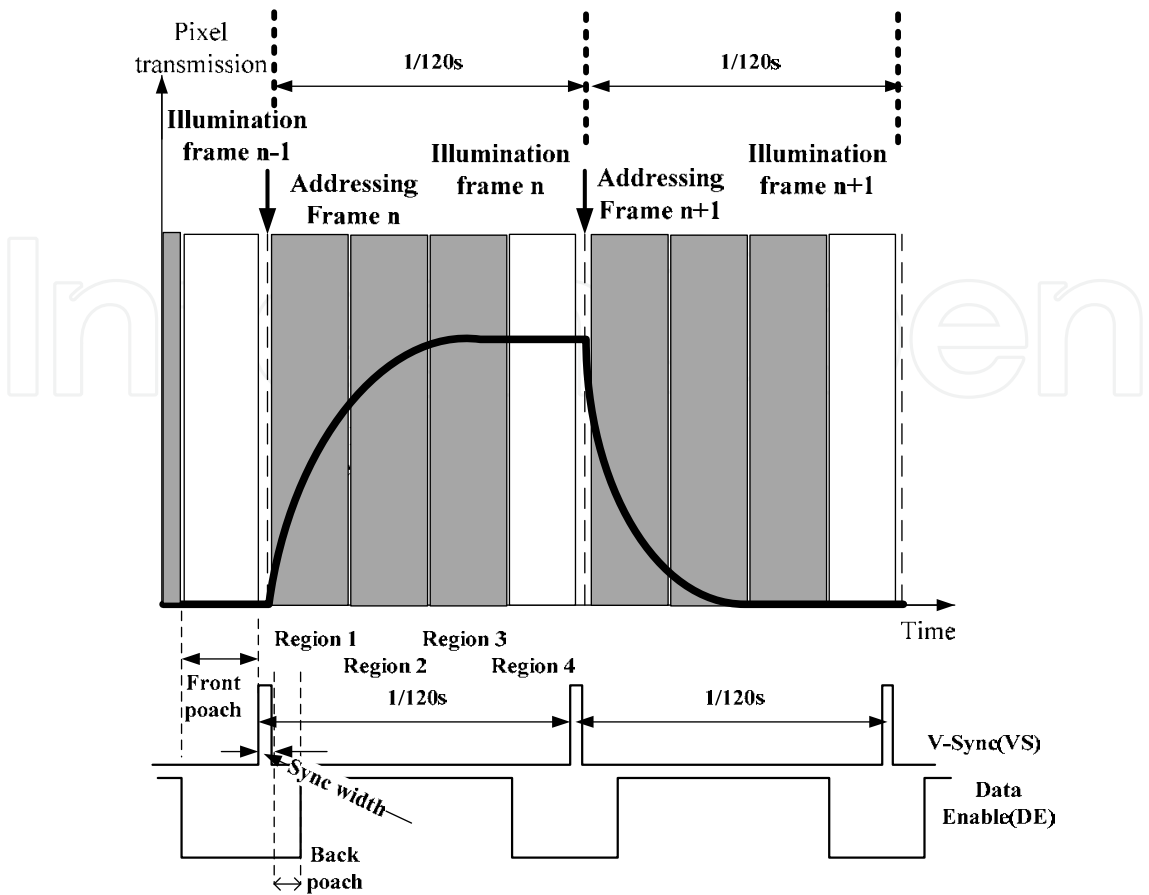 Pixel
transmission
1/120s
1/120s
Illumination
frame n-1
Addressing
Frame n
Illumination
frame n
Addressing
Frame n+1
Illumination
frame n+1
Time
Region 1
Region 2
Region 3
Region 4
Front
poach
1/120s
1/120s
V-Sync(VS)
Sync width
Data
Enable(DE)
Back
poach